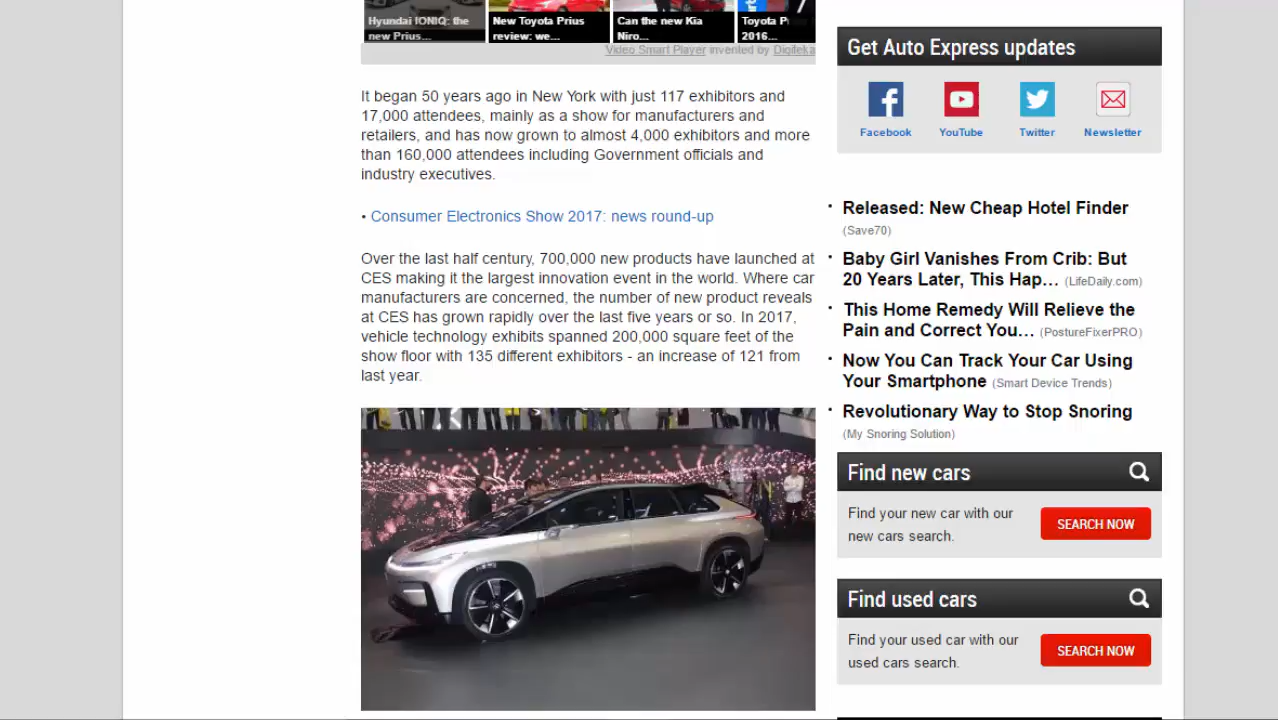 Hyundai IONIQ: the
new Prius...
New Toyota Prius
review: we...
Can the new Kia
Niro...
Toyota P
2016...
Video Smart Player invented by Digiteka
It began 50 years ago in New York with just 117 exhibitors and
17,000 attendees, mainly as a show for manufacturers and
retailers, and has now grown to almost 4,000 exhibitors and more
than 160,000 attendees including Government officials and
industry executives.
• Consumer Electronics Show 2017: news round-up
Over the last half century, 700,000 new products have launched at
CES making it the largest innovation event in the world. Where car
manufacturers are concerned, the number of new product reveals
at CES has grown rapidly over the last five years or so. In 2017,
vehicle technology exhibits spanned 200,000 square feet of the
show floor with 135 different exhibitors - an increase of 121 from
last year.
Get Auto Express updates
Facebook YouTube Twitter Newsletter
• Released: New Cheap Hotel Finder
(Save70)
• Baby Girl Vanishes From Crib: But
20 Years Later, This Hap… (LifeDaily.com)
• This Home Remedy Will Relieve the
Pain and Correct You… (PostureFixerPRO)
• Now You Can Track Your Car Using
Your Smartphone (Smart Device Trends)
• Revolutionary Way to Stop Snoring
(My Snoring Solution)
Find new cars
Find your new car with our
new cars search.
SEARCH NOW
Find used cars
Find your used car with our
used cars search.
SEARCH NOW